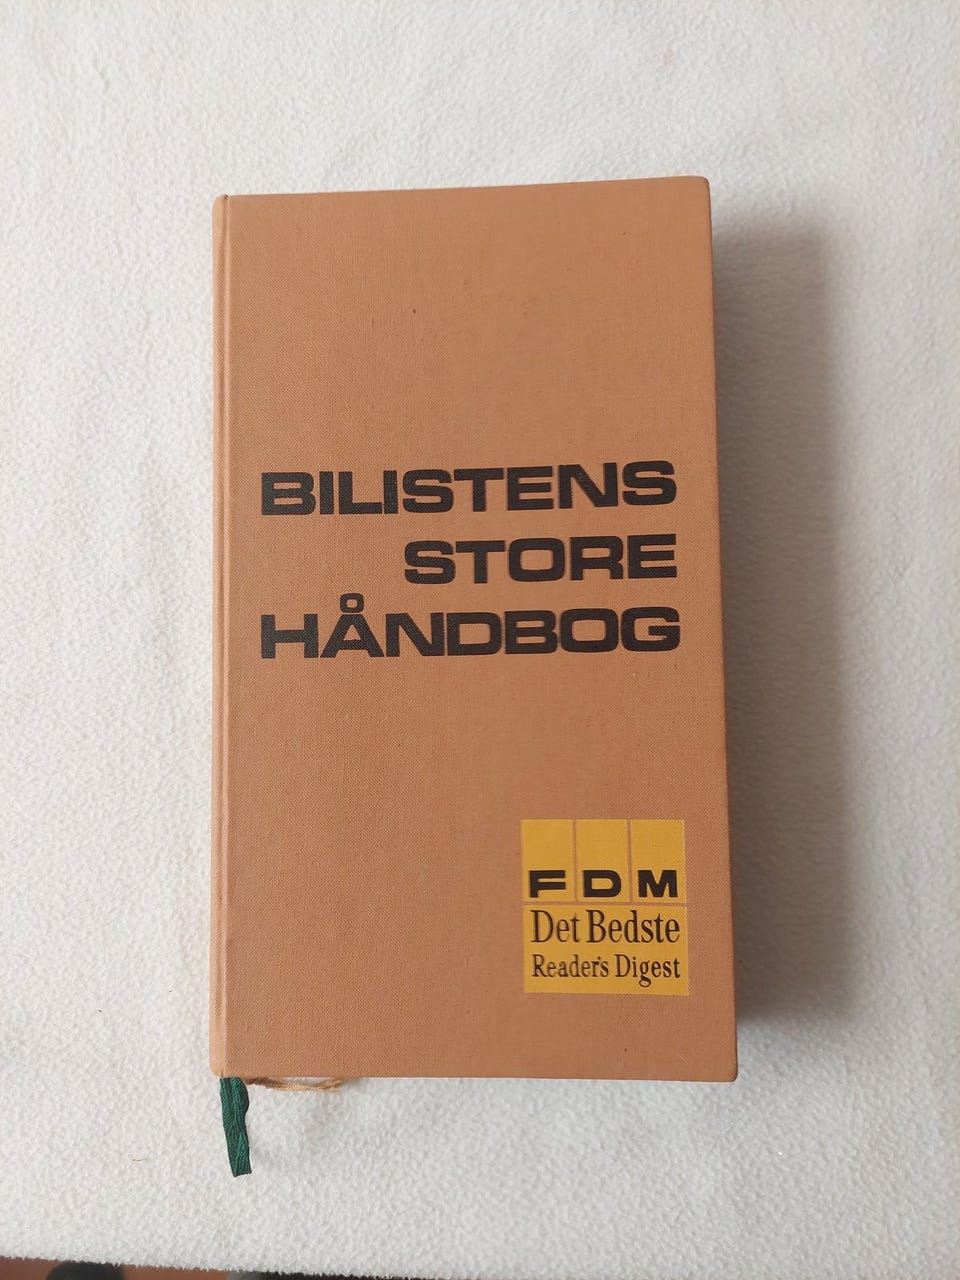 BILISTENS
STORE
HÅNDBOG
FDM
Det Bedste
Reader's Digest